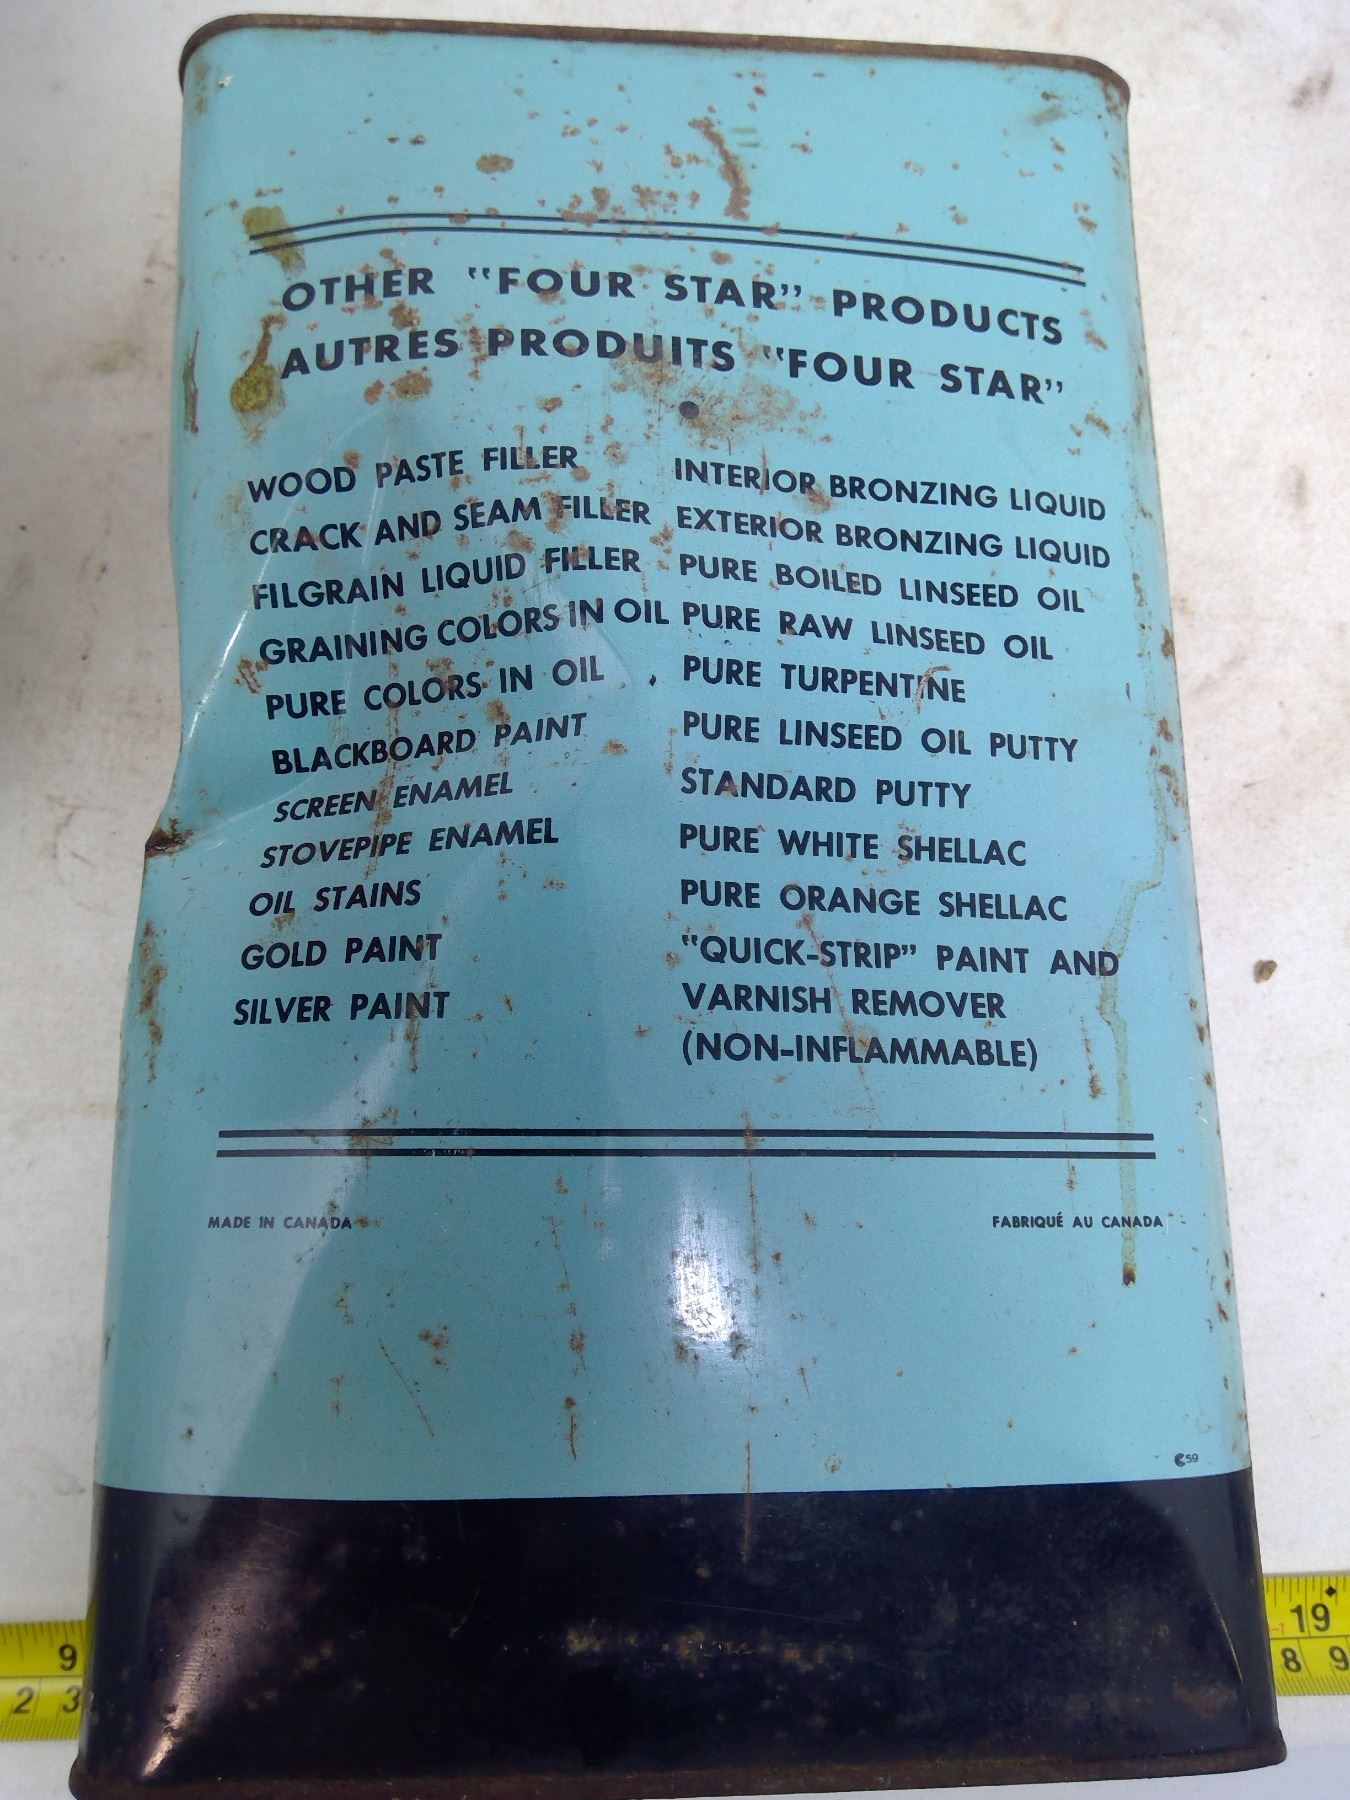 OTHER "FOUR STAR" PRODUCTS
AUTRES PRODUITS "FOUR STAR"
WOOD PASTE FILLER
CRACK AND SEAM FILLER
FILGRAIN LIQUID FILLER
GRAINING COLORS IN OIL
PURE COLORS IN OIL
BLACKBOARD PAINT
SCREEN ENAMEL
STOVEPIPE ENAMEL
OIL STAINS
GOLD PAINT
SILVER PAINT
INTERIOR BRONZING LIQUID
EXTERIOR BRONZING LIQUID
PURE BOILED LINSEED OIL
PURE RAW LINSEED OIL
PURE TURPENTINE
PURE LINSEED OIL PUTTY
STANDARD PUTTY
PURE WHITE SHELLAC
PURE ORANGE SHELLAC
"QUICK-STRIP" PAINT AND
VARNISH REMOVER
(NON-INFLAMMABLE)
MADE IN CANADA
FABRIQUÉ AU CANADA
59
9
2 3
19
8 9